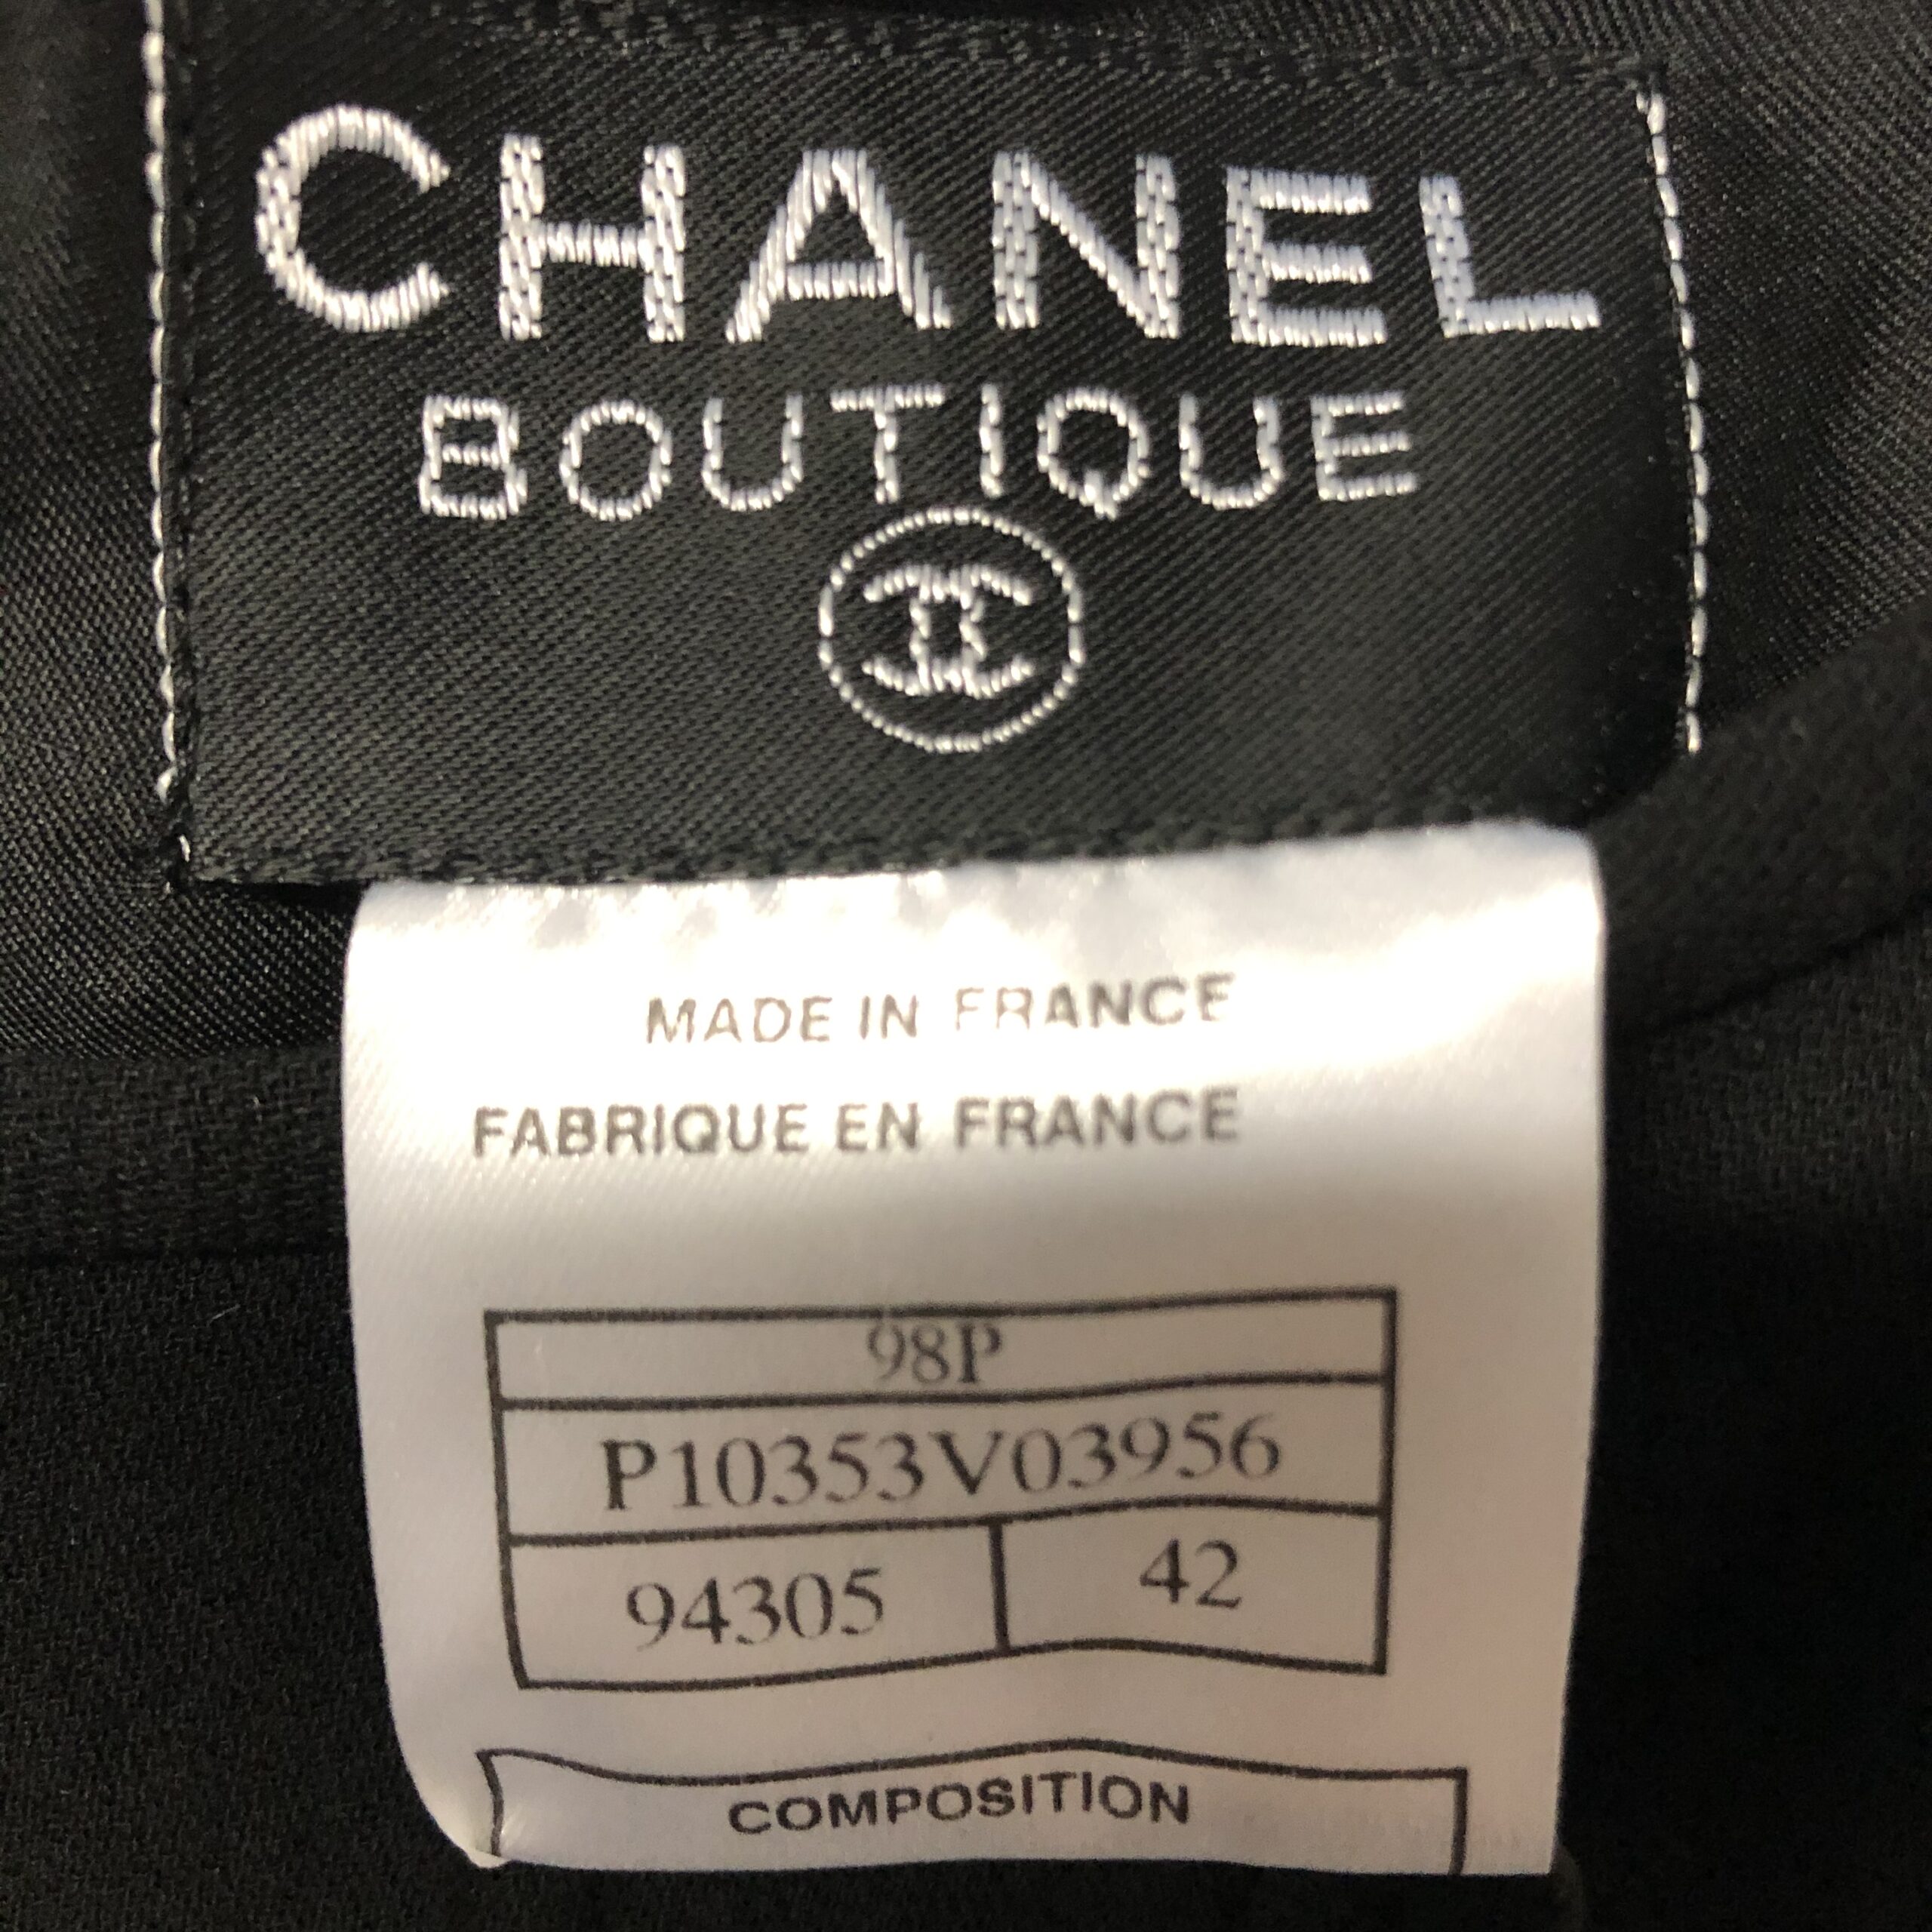 CHANEL
BOUTIQUE
MADE IN FRANCE
FABRIQUE EN FRANCE
98P
P10353V03956
94305 42
COMPOSITION